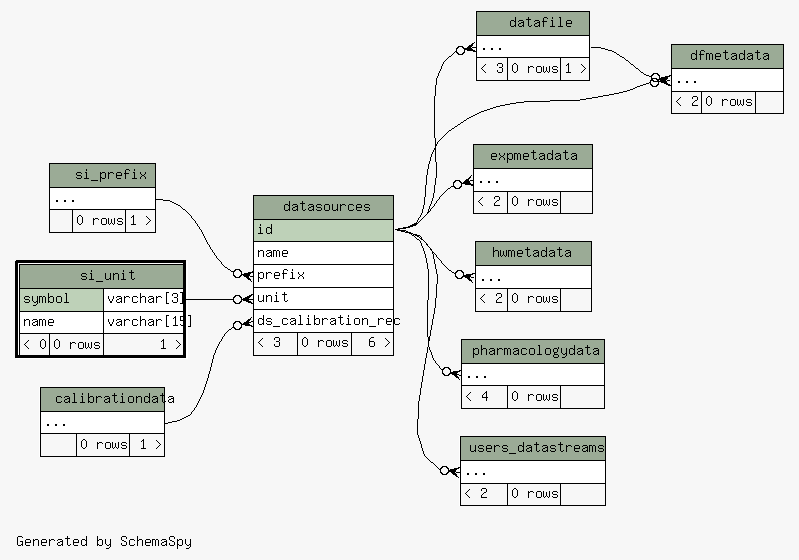 datafile
...
< 3 0 rows 1 >
dfmetadata
...
< 2 0 rows
expmetadata
...
< 2 0 rows
si_prefix
...
0 rows 1 >
datasources
id
name
prefix
unit
ds_calibration_rec
< 3 0 rows 6 >
hwmetadata
...
< 2 0 rows
si_unit
symbol varchar[3]
name varchar[15]
< 0 0 rows 1 >
pharmacologydata
...
< 4 0 rows
calibrationdata
...
0 rows 1 >
users_datastreams
...
< 2 0 rows
Generated by SchemaSpy